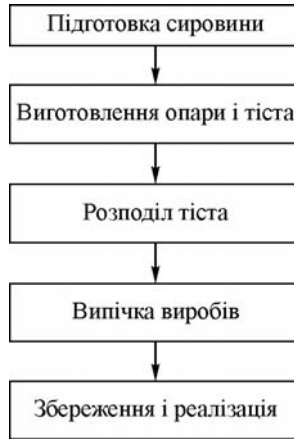 Підготовка сировини
Виготовлення опари і тіста
Розподіл тіста
Випічка виробів
Збереження і реалізація